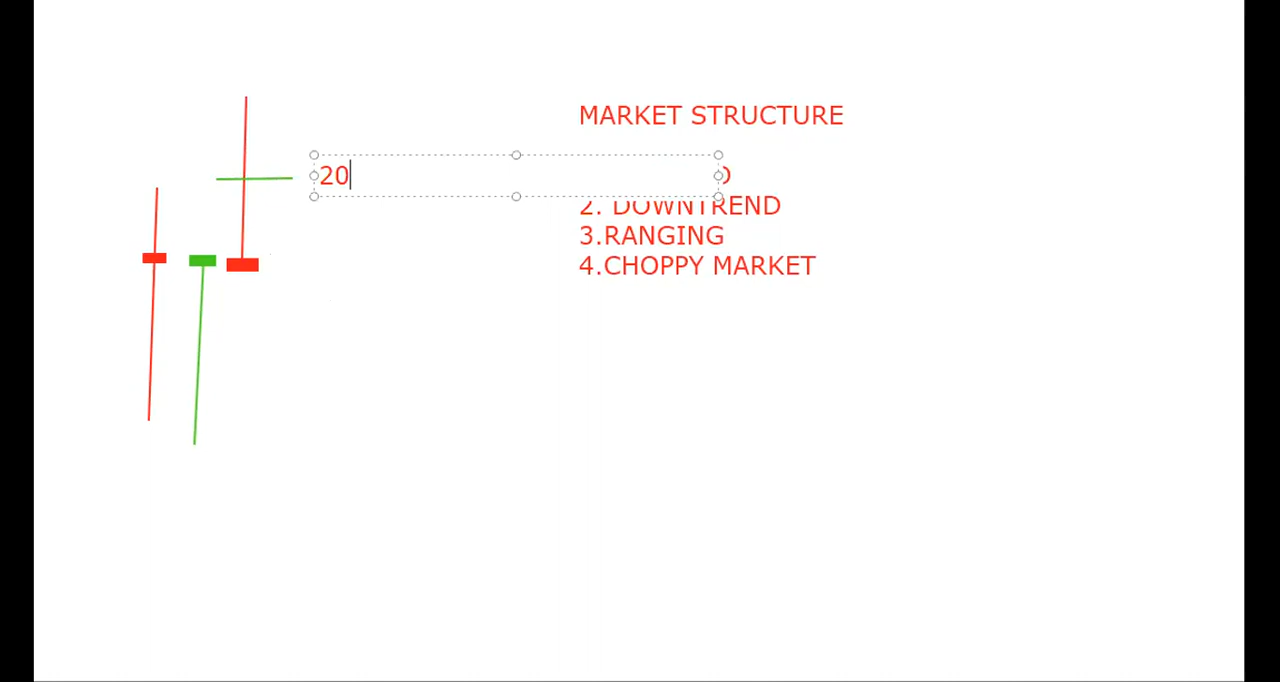 MARKET STRUCTURE
20
2. DOWNTREND
3.RANGING
4.CHOPPY MARKET